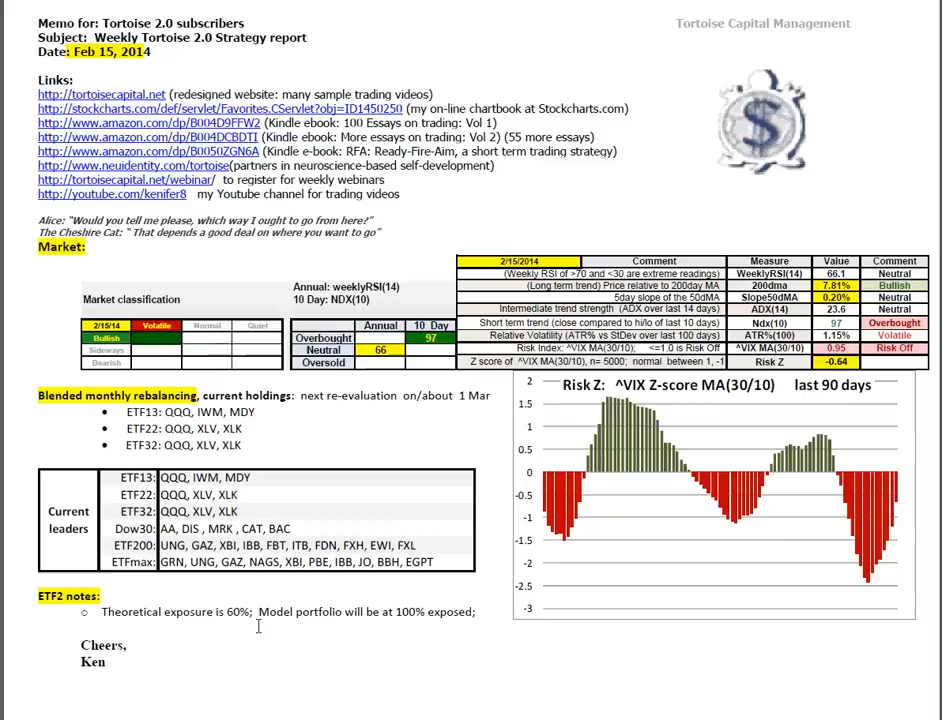 Memo for: Tortoise 2.0 subscribers
Tortoise Capital Management
Subject: Weekly Tortoise 2.0 Strategy report
Date: Feb 15, 2014
Links:
http://tortoisecapital.net (redesigned website: many sample trading videos)
http://stockcharts.com/def/servlet/Favorites.CServlet?obj=ID1450250 (my on-line chartbook at Stockcharts.com)
http://www.amazon.com/dp/B004D9FFW2 (Kindle ebook: 100 Essays on trading: Vol 1)
http://www.amazon.com/dp/B004DCBDTI (Kindle ebook: More essays on trading: Vol 2) (55 more essays)
http://www.amazon.com/dp/B0050ZGN6A (Kindle e-book: RFA: Ready-Fire-Aim, a short term trading strategy)
http://www.neuidentity.com/tortoise(partners in neuroscience-based self-development)
http://tortoisecapital.net/webinar/ to register for weekly webinars
http://youtube.com/kenifer8 my Youtube channel for trading videos
$
Alice: "Would you tell me please, which way I ought to go from here?"
The Cheshire Cat: " That depends a good deal on where you want to go"
Market:
Market classification
2/15/14 Volatile Normal Quiet
Bullish
Sideways
Bearish
Annual: weeklyRSI(14)
10 Day: NDX(10)
Annual 10 Day
Overbought 97
Neutral 66
Oversold
2/15/2014 Comment Measure Value Comment
(Weekly RSI of >70 and <30 are extreme readings) WeeklyRSI(14) 66.1 Neutral
(Long term trend) Price relative to 200day MA 200dma 7.81% Bullish
5day slope of the 50dMA Slope50dMA 0.20% Neutral
Intermediate trend strength (ADX over last 14 days) ADX(14) 23.6 Neutral
Short term trend (close compared to hi/lo of last 10 days) Ndx(10) 97 Overbought
Relative Volatility (ATR% vs StDev over last 100 days) ATR%(100) 1.15% Volatile
Risk Index: ^VIX MA(30/10); <=1.0 is Risk Off ^VIX MA(30/10) 0.95 Risk Off
Z score of ^VIX MA(30/10), n= 5000; normal between 1, -1 Risk Z -0.64
Blended monthly rebalancing, current holdings: next re-evaluation on/about 1 Mar
• ETF13: QQQ, IWM, MDY
• ETF22: QQQ, XLV, XLK
• ETF32: QQQ, XLV, XLK
Current leaders
ETF13: QQQ, IWM, MDY
ETF22: QQQ, XLV, XLK
ETF32: QQQ, XLV, XLK
Dow30: AA, DIS , MRK , CAT, BAC
ETF200: UNG, GAZ, XBI, IBB, FBT, ITB, FDN, FXH, EWI, FXL
ETFmax: GRN, UNG, GAZ, NAGS, XBI, PBE, IBB, JO, BBH, EGPT
Risk Z: ^VIX Z-score MA(30/10) last 90 days
2
1.5
1
0.5
0
-0.5
-1
-1.5
-2
-2.5
-3
ETF2 notes:
○ Theoretical exposure is 60%; Model portfolio will be at 100% exposed;
Cheers,
Ken